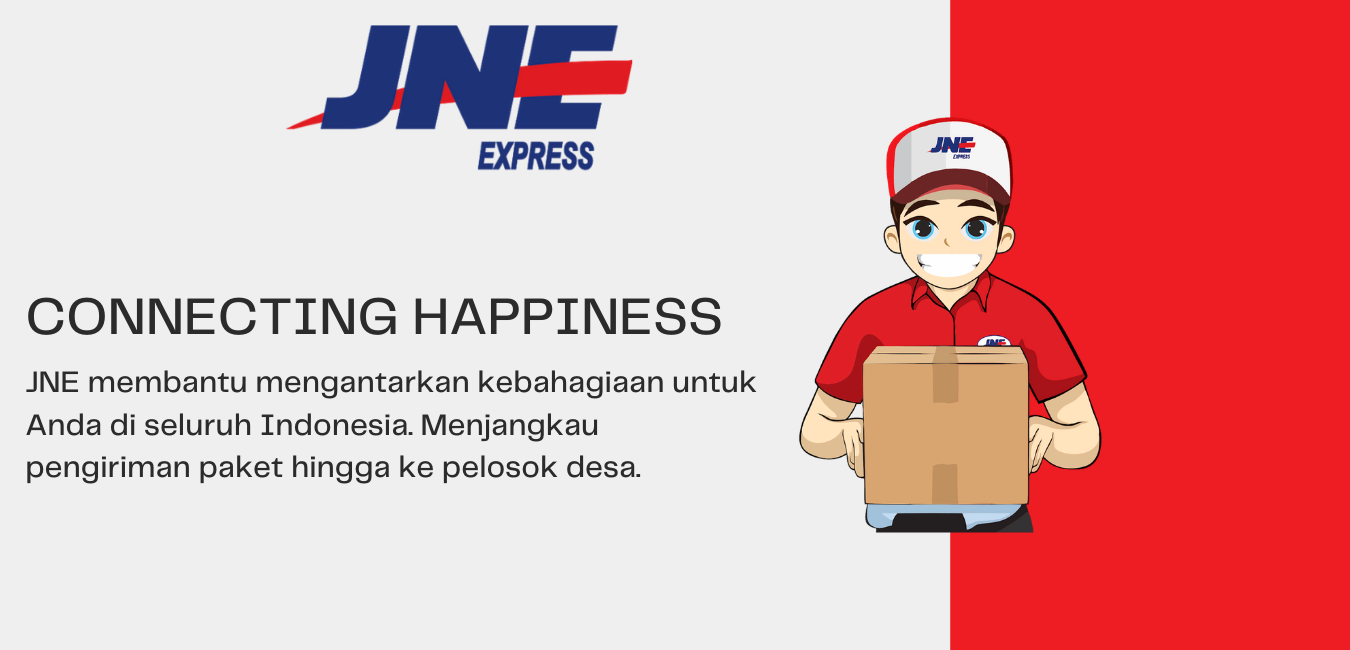 JNE
EXPRESS
JNE
EXPRESS
CONNECTING HAPPINESS
JNE membantu mengantarkan kebahagiaan untuk
Anda di seluruh Indonesia. Menjangkau
pengiriman paket hingga ke pelosok desa.
JNE